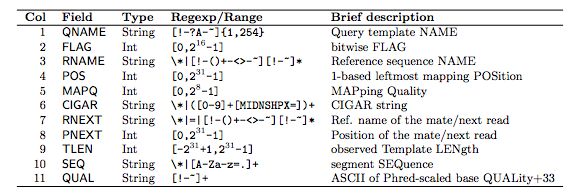 Col Field Type Regexp/Range Brief description
1 QNAME String [!-?A-~]{1,254} Query template NAME
2 FLAG Int [0,2^16-1] bitwise FLAG
3 RNAME String \*|[!-()+-<>-~][!-~]* Reference sequence NAME
4 POS Int [0,2^31-1] 1-based leftmost mapping POSition
5 MAPQ Int [0,2^8-1] MAPping Quality
6 CIGAR String \*|([0-9]+[MIDNSHPX=])+ CIGAR string
7 RNEXT String \*|=|[!-()+-<>-~][!-~]* Ref. name of the mate/next read
8 PNEXT Int [0,2^31-1] Position of the mate/next read
9 TLEN Int [-2^31+1,2^31-1] observed Template LENgth
10 SEQ String \*|[A-Za-z=.]+ segment SEQuence
11 QUAL String [!-~]+ ASCII of Phred-scaled base QUALity+33